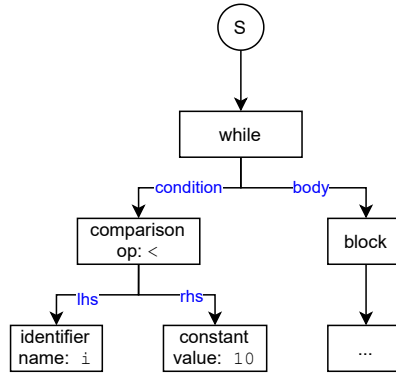 S
while
condition
body
comparison
op: <
block
lhs
rhs
identifier
name: i
constant
value: 10
...